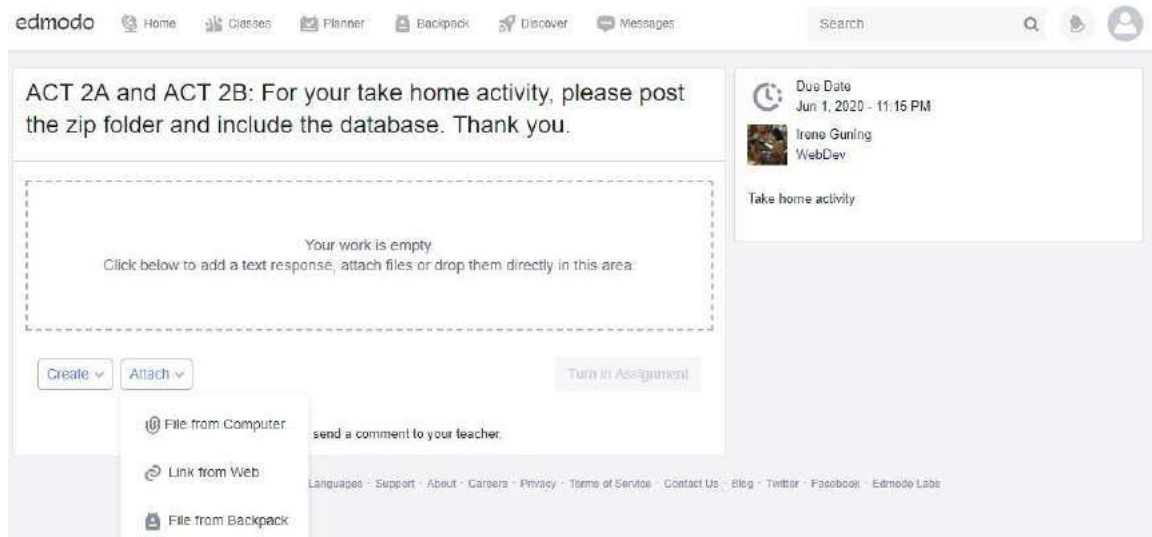 edmodo Home Classes Planner Backpack Discover Messages Search
ACT 2A and ACT 2B: For your take home activity, please post
the zip folder and include the database. Thank you.
Your work is empty
Click below to add a text response, attach files or drop them directly in this area
Create Attach Turn in Assignment
File from Computer
send a comment to your teacher.
Link from Web
Languages · Support · About · Careers · Privacy · Terms of Service · Contact Us · Blog · Twitter · Facebook · Edmodo Labs
File from Backpack
Due Date
Jun 1, 2020 - 11:15 PM
Irene Guning
WebDev
Take home activity